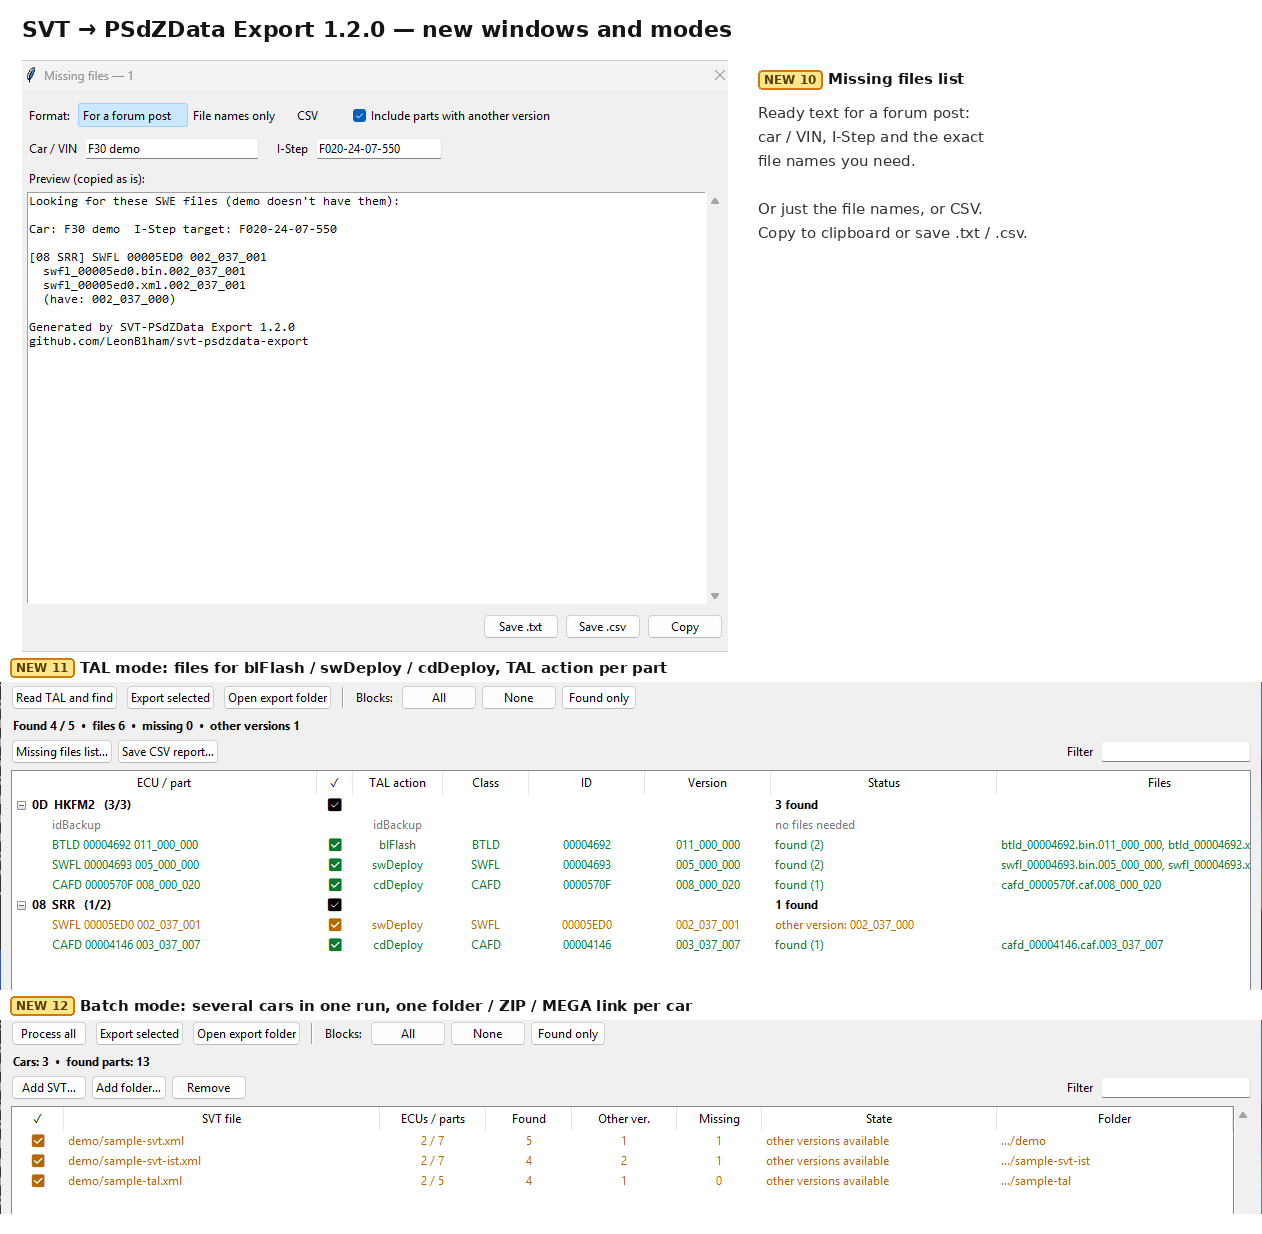 SVT → PSdZData Export 1.2.0 — new windows and modes
Missing files — 1
Format: For a forum post File names only CSV Include parts with another version
Car / VIN F30 demo I-Step F020-24-07-550
Preview (copied as is):
Looking for these SWE files (demo doesn't have them):
Car: F30 demo I-Step target: F020-24-07-550
[08 SRR] SWFL 00005ED0 002_037_001
swfl_00005ed0.bin.002_037_001
swfl_00005ed0.xml.002_037_001
(have: 002_037_000)
Generated by SVT-PSdZData Export 1.2.0
github.com/LeonB1ham/svt-psdzdata-export
Save .txt Save .csv Copy
NEW 10 Missing files list
Ready text for a forum post:
car / VIN, I-Step and the exact
file names you need.
Or just the file names, or CSV.
Copy to clipboard or save .txt / .csv.
NEW 11 TAL mode: files for blFlash / swDeploy / cdDeploy, TAL action per part
Read TAL and find Export selected Open export folder Blocks: All None Found only
Found 4 / 5 • files 6 • missing 0 • other versions 1
Missing files list... Save CSV report... Filter
ECU / part ✓ TAL action Class ID Version Status Files
0D HKFM2 (3/3) 3 found
idBackup idBackup no files needed
BTLD 00004692 011_000_000 blFlash BTLD 00004692 011_000_000 found (2) btld_00004692.bin.011_000_000, btld_00004692.x
SWFL 00004693 005_000_000 swDeploy SWFL 00004693 005_000_000 found (2) swfl_00004693.bin.005_000_000, swfl_00004693.x
CAFD 0000570F 008_000_020 cdDeploy CAFD 0000570F 008_000_020 found (1) cafd_0000570f.caf.008_000_020
08 SRR (1/2) 1 found
SWFL 00005ED0 002_037_001 swDeploy SWFL 00005ED0 002_037_001 other version: 002_037_000
CAFD 00004146 003_037_007 cdDeploy CAFD 00004146 003_037_007 found (1) cafd_00004146.caf.003_037_007
NEW 12 Batch mode: several cars in one run, one folder / ZIP / MEGA link per car
Process all Export selected Open export folder Blocks: All None Found only
Cars: 3 • found parts: 13
Add SVT... Add folder... Remove Filter
✓ SVT file ECUs / parts Found Other ver. Missing State Folder
demo/sample-svt.xml 2 / 7 5 1 1 other versions available .../demo
demo/sample-svt-ist.xml 2 / 7 4 2 1 other versions available .../sample-svt-ist
demo/sample-tal.xml 2 / 5 4 1 0 other versions available .../sample-tal